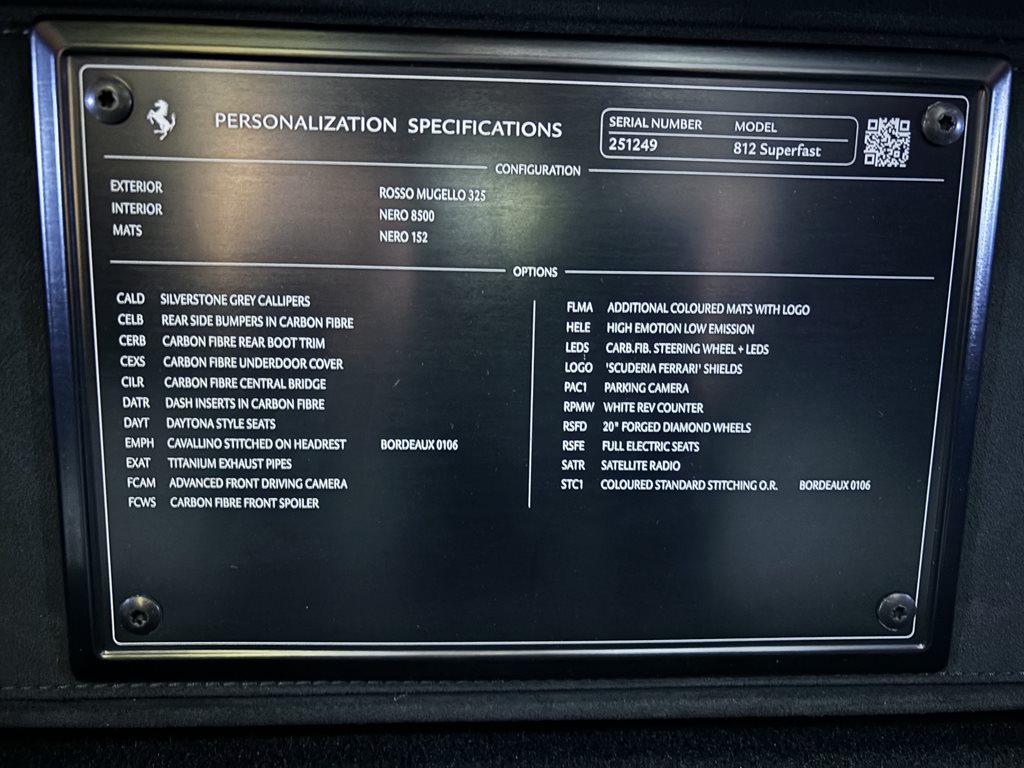 PERSONALIZATION SPECIFICATIONS
SERIAL NUMBER MODEL
251249 812 Superfast
CONFIGURATION
EXTERIOR ROSSO MUGELLO 325
INTERIOR NERO 8500
MATS NERO 152
OPTIONS
CALD SILVERSTONE GREY CALLIPERS
CELB REAR SIDE BUMPERS IN CARBON FIBRE
CERB CARBON FIBRE REAR BOOT TRIM
CEXS CARBON FIBRE UNDERDOOR COVER
CILR CARBON FIBRE CENTRAL BRIDGE
DATR DASH INSERTS IN CARBON FIBRE
DAYT DAYTONA STYLE SEATS
EMPH CAVALLINO STITCHED ON HEADREST BORDEAUX 0106
EXAT TITANIUM EXHAUST PIPES
FCAM ADVANCED FRONT DRIVING CAMERA
FCWS CARBON FIBRE FRONT SPOILER
FLMA ADDITIONAL COLOURED MATS WITH LOGO
HELE HIGH EMOTION LOW EMISSION
LEDS CARB.FIB. STEERING WHEEL + LEDS
LOGO 'SCUDERIA FERRARI' SHIELDS
PAC1 PARKING CAMERA
RPMW WHITE REV COUNTER
RSFD 20" FORGED DIAMOND WHEELS
RSFE FULL ELECTRIC SEATS
SATR SATELLITE RADIO
STC1 COLOURED STANDARD STITCHING O.R. BORDEAUX 0106